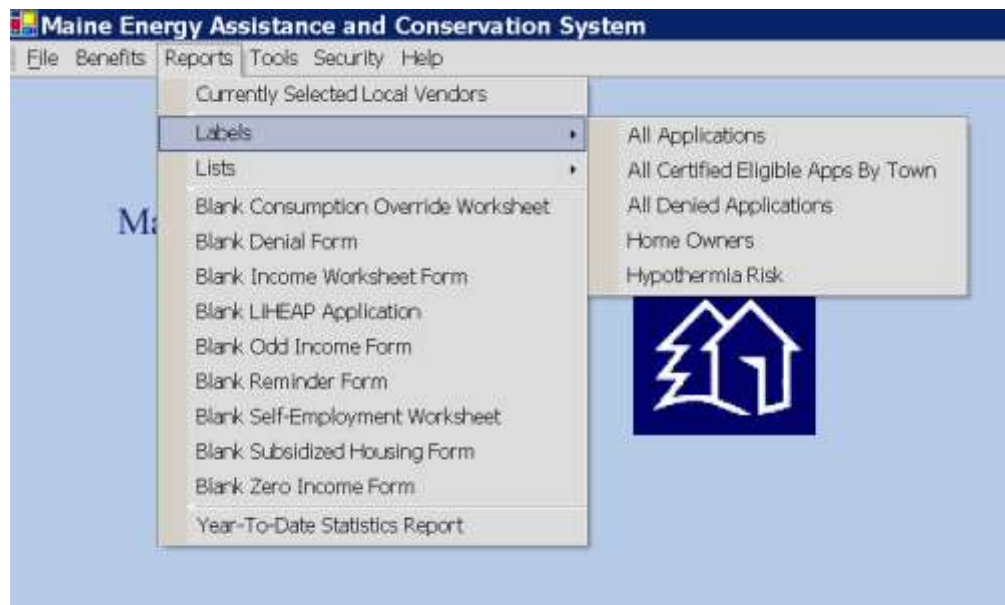 Maine Energy Assistance and Conservation System
File Benefits Reports Tools Security Help
Currently Selected Local Vendors
Labels
Lists
Blank Consumption Override Worksheet
Blank Denial Form
Blank Income Worksheet Form
Blank LiHEAP Application
Blank Odd Income Form
Blank Reminder Form
Blank Self-Employment Worksheet
Blank Subsidized Housing Form
Blank Zero Income Form
Year-To-Date Statistics Report
All Applications
All Certified Eligible Apps By Town
All Denied Applications
Home Owners
Hypothermia Risk